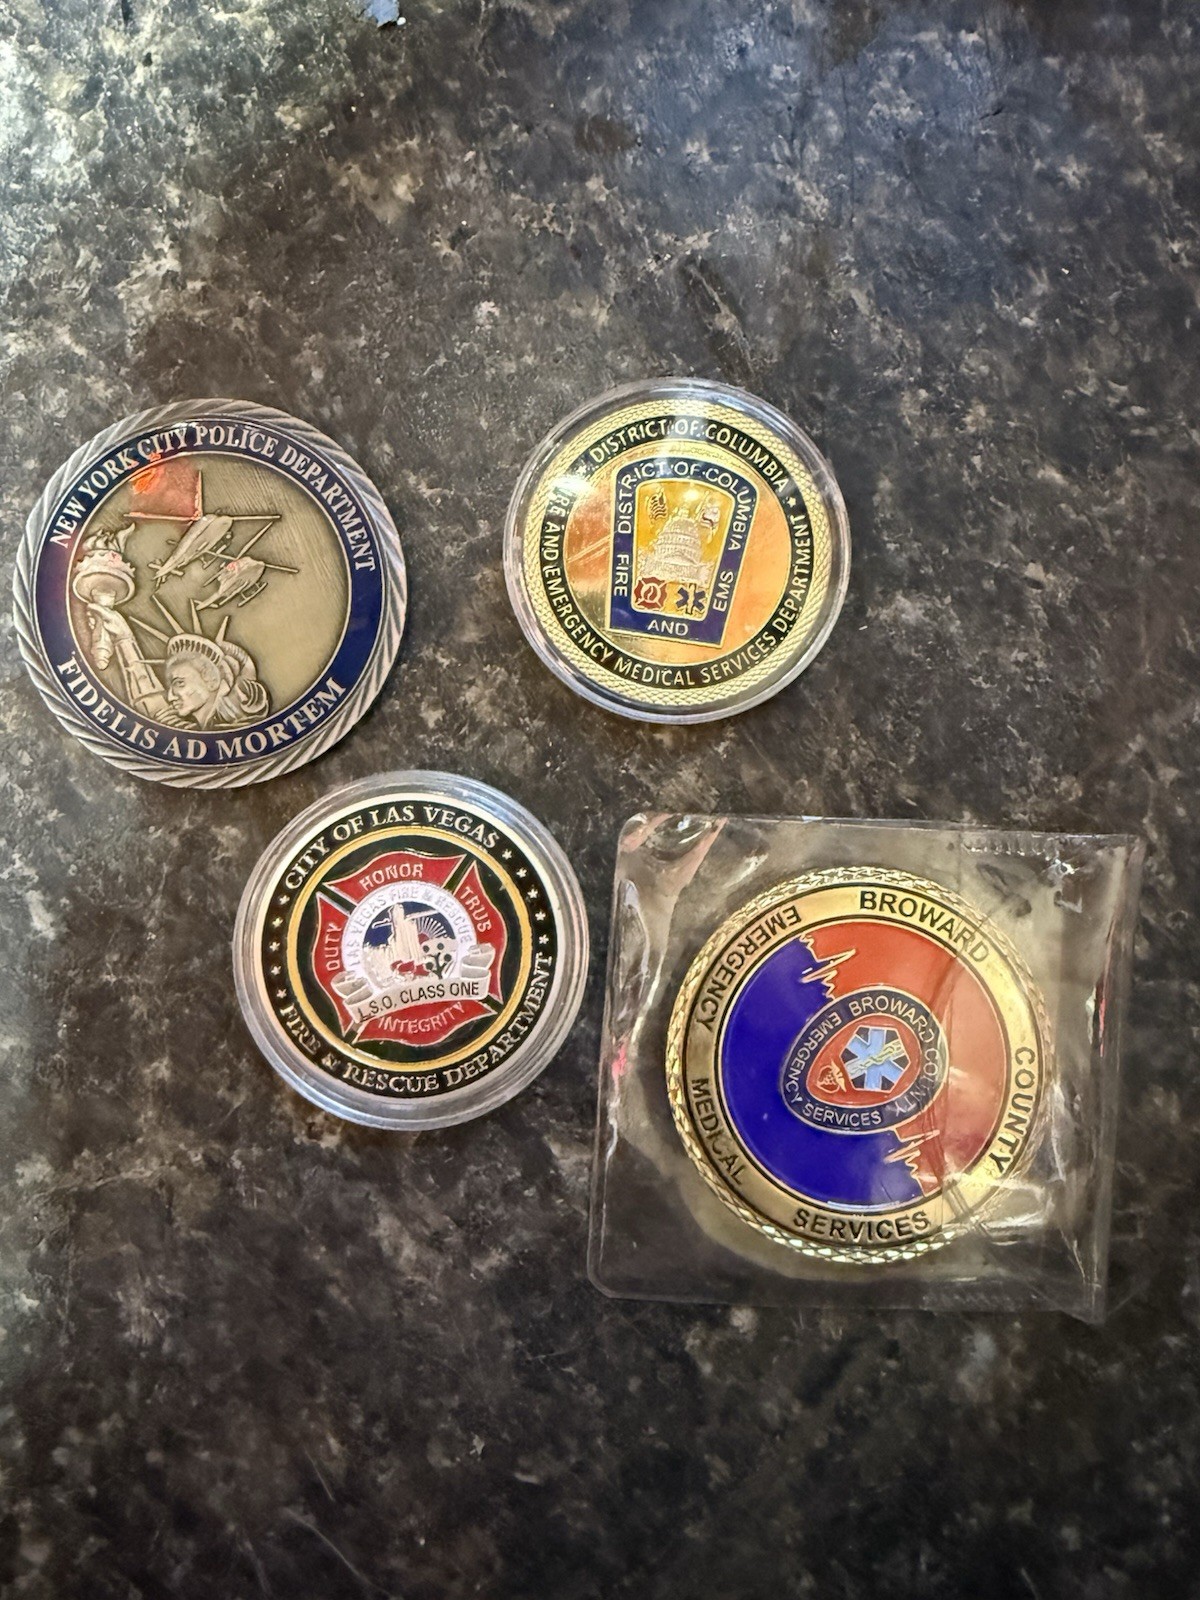 NEW YORK CITY POLICE DEPARTMENT
FIDELIS AD MORTEM
DISTRICT OF COLUMBIA
FIRE AND EMERGENCY MEDICAL SERVICES DEPARTMENT
DISTRICT OF COLUMBIA
FIRE
AND
EMS
CITY OF LAS VEGAS
FIRE & RESCUE DEPARTMENT
DUTY
HONOR
TRUS
INTEGRITY
LAS VEGAS FIRE & RESCUE
I.S.O. CLASS ONE
BROWARD
COUNTY
EMERGENCY
MEDICAL
SERVICES
BROWARD COUNTY
EMERGENCY SERVICES